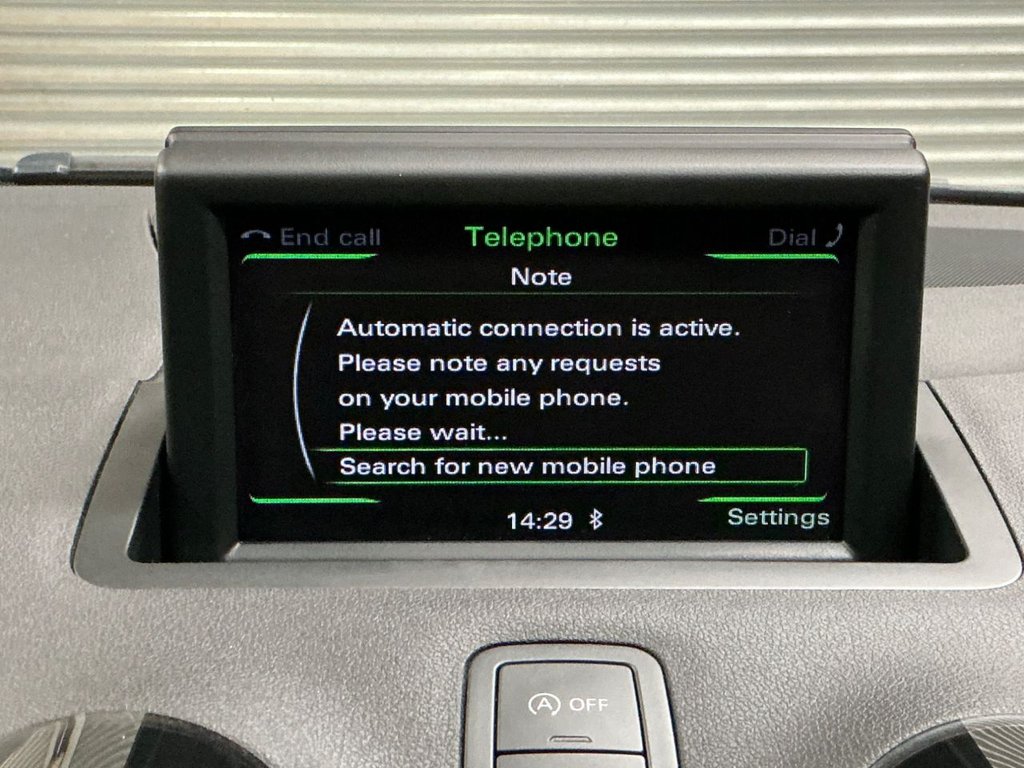 End call Telephone Dial
Note
Automatic connection is active.
Please note any requests
on your mobile phone.
Please wait...
Search for new mobile phone
14:29 Settings
A OFF